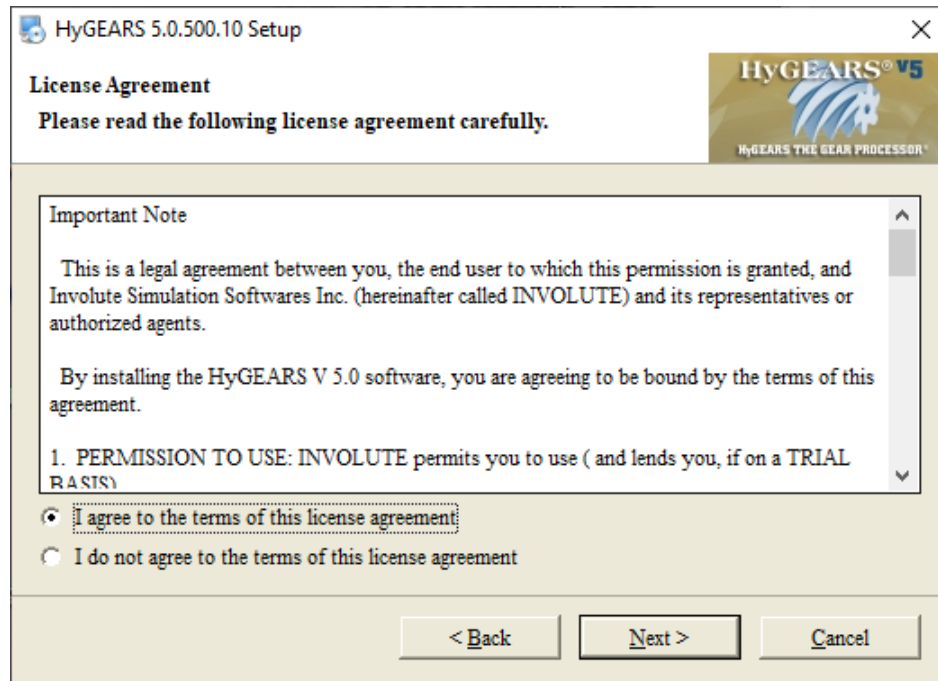 HyGEARS 5.0.500.10 Setup
License Agreement
Please read the following license agreement carefully.
HyGEARS® V5
HyGEARS THE GEAR PROCESSOR®
Important Note
This is a legal agreement between you, the end user to which this permission is granted, and
Involute Simulation Softwares Inc. (hereinafter called INVOLUTE) and its representatives or
authorized agents.
By installing the HyGEARS V 5.0 software, you are agreeing to be bound by the terms of this
agreement.
1. PERMISSION TO USE: INVOLUTE permits you to use ( and lends you, if on a TRIAL
BASIS)
I agree to the terms of this license agreement
I do not agree to the terms of this license agreement
< Back
Next >
Cancel